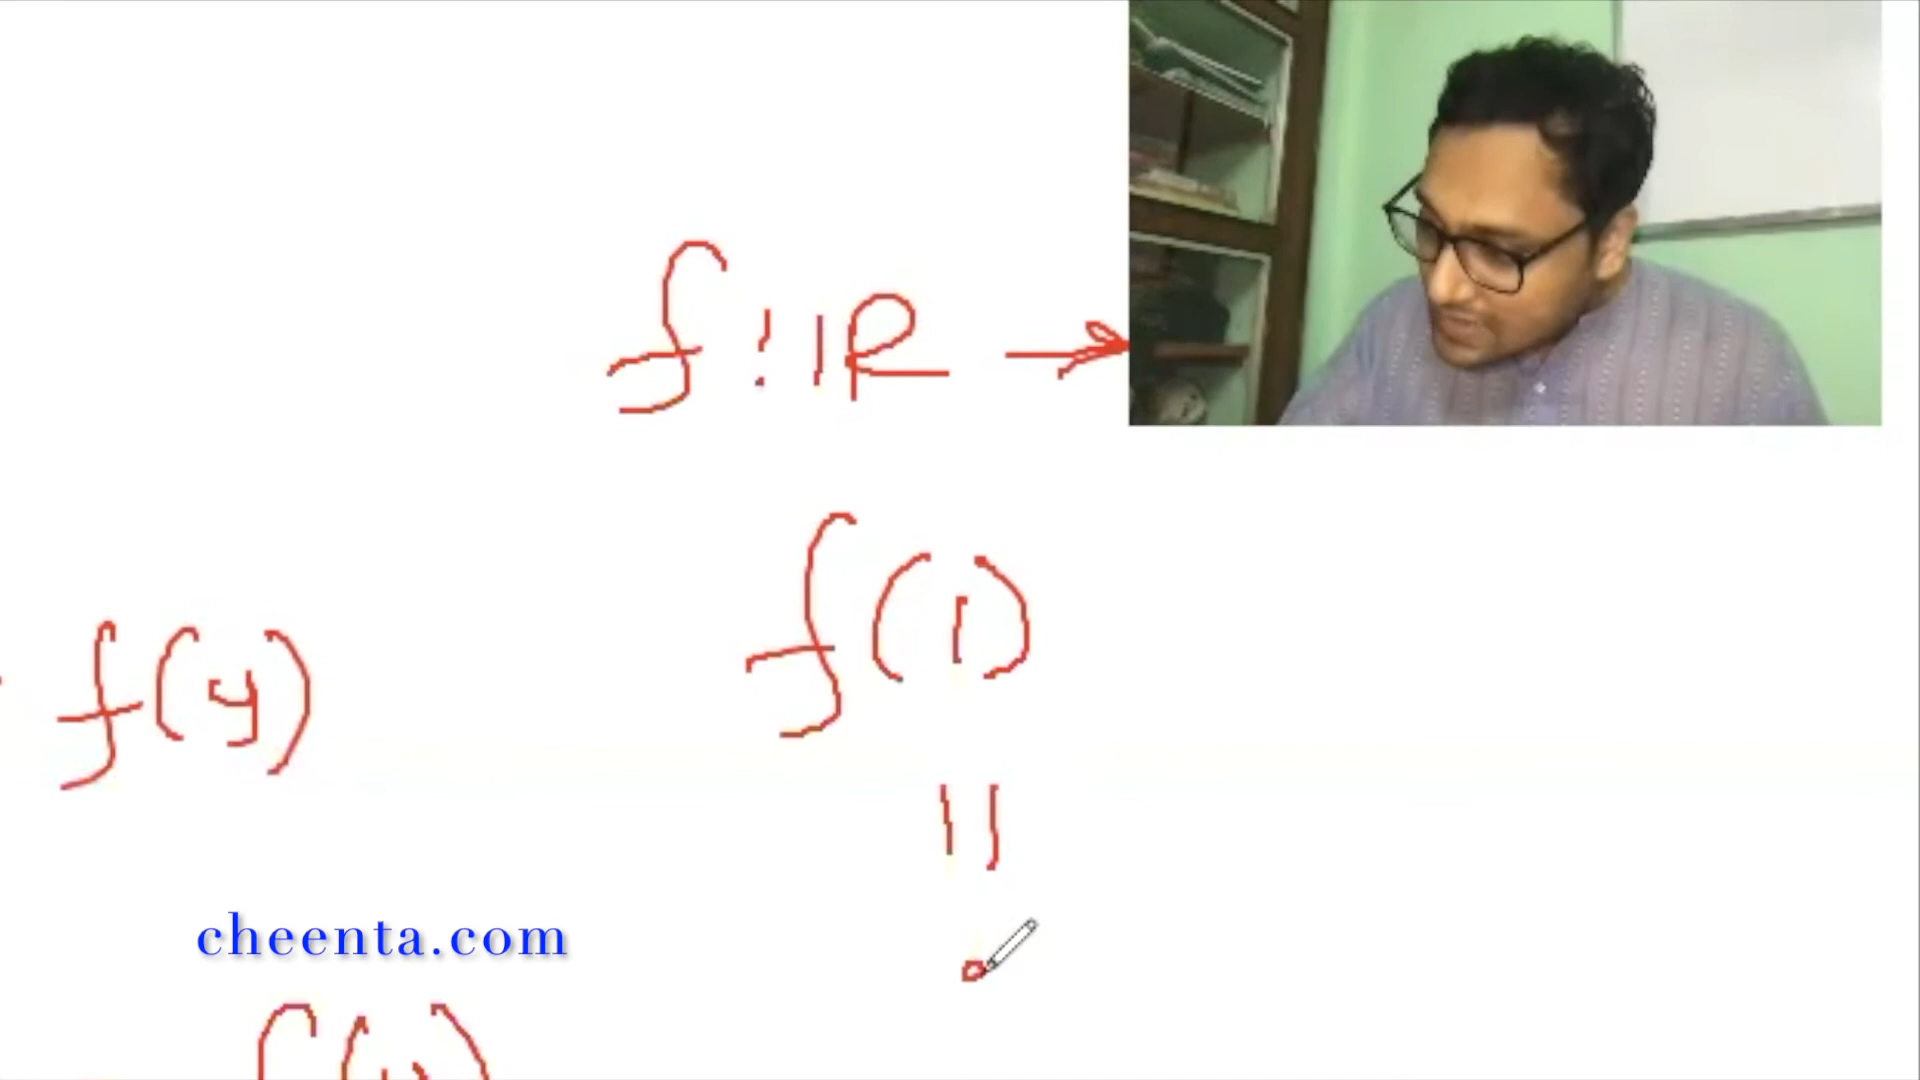 f : ℝ →
f(1)
f(y)
||
cheenta.com